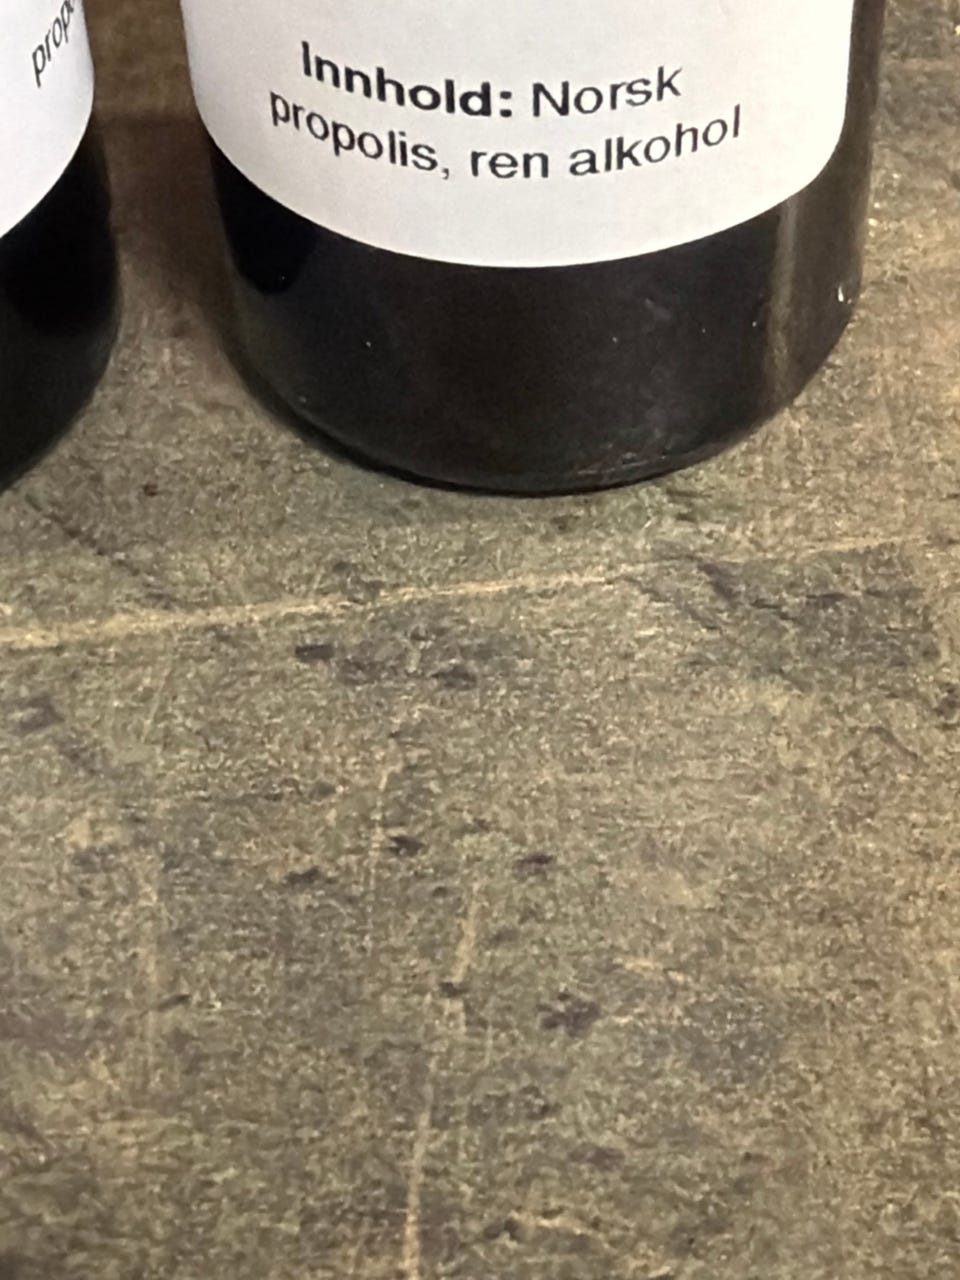 Innhold: Norsk
propolis, ren alkohol